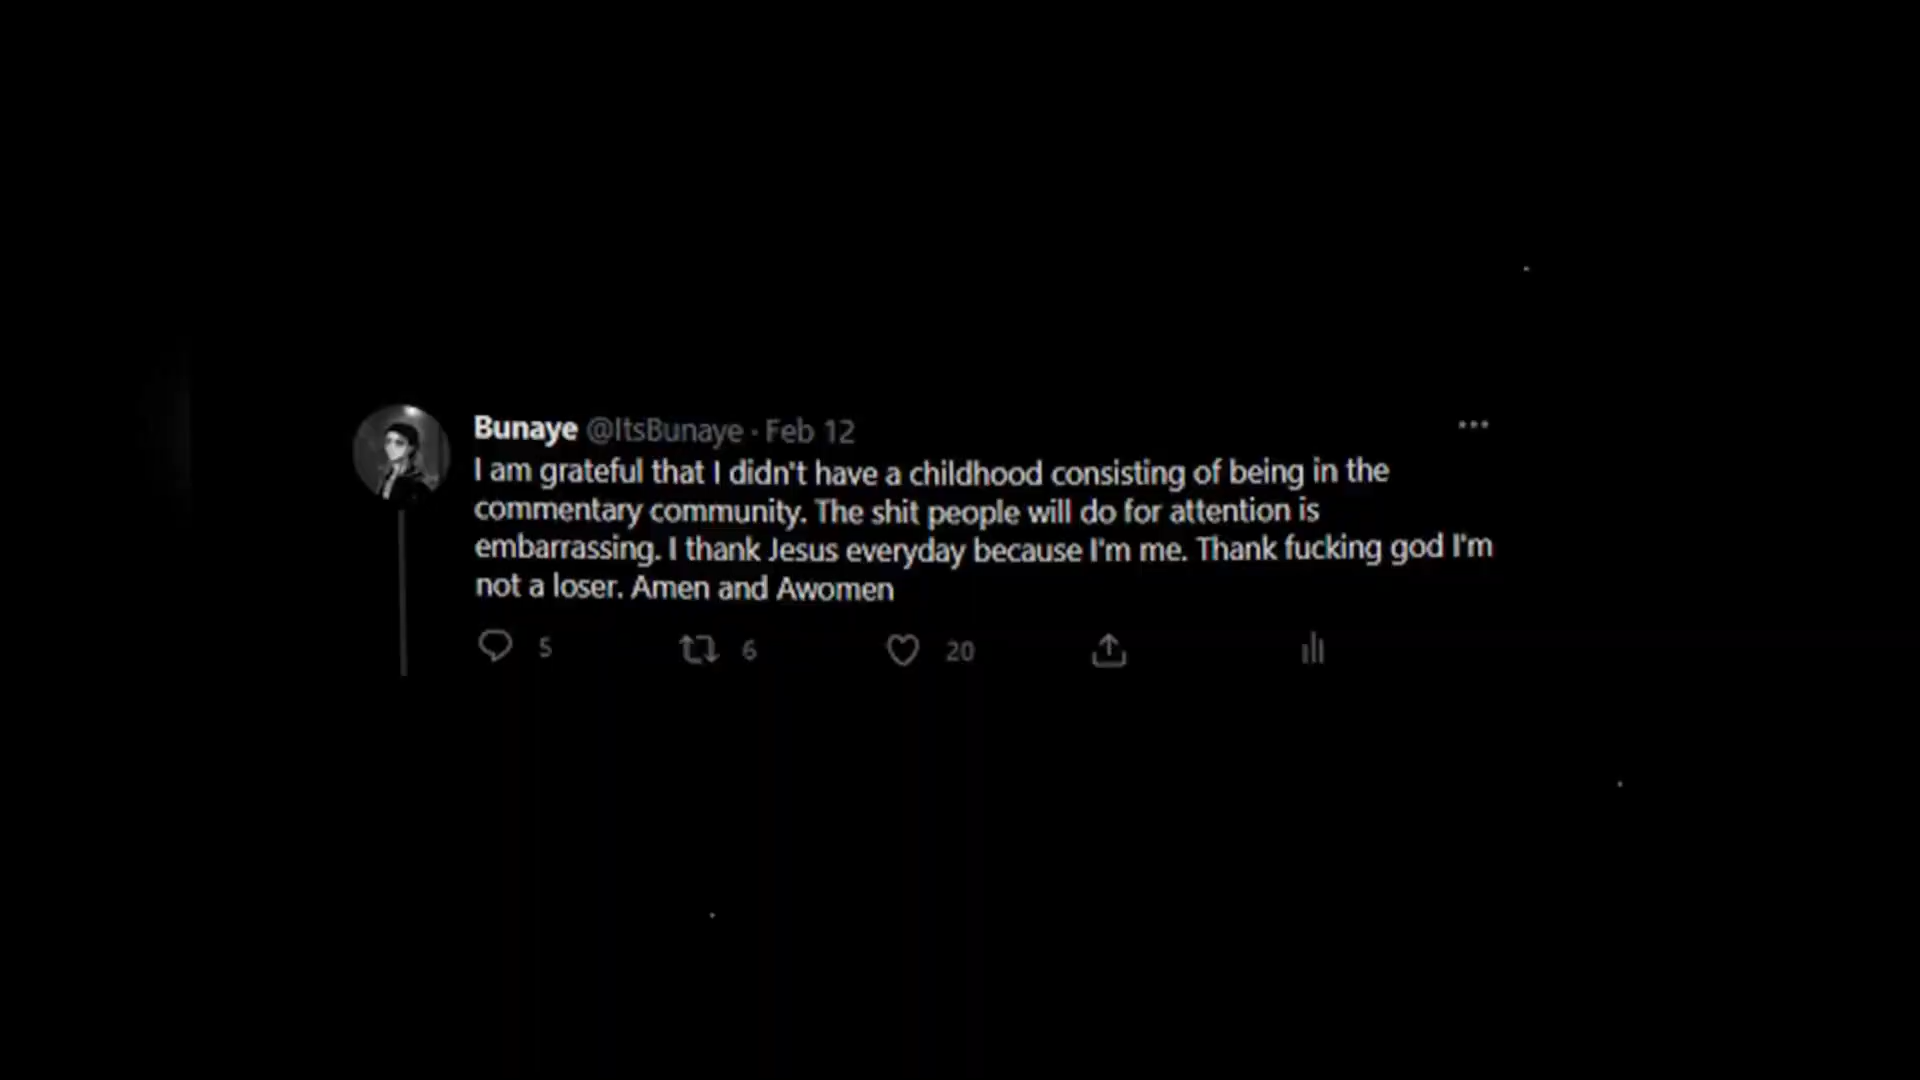 Bunaye @ItsBunaye · Feb 12
I am grateful that I didn't have a childhood consisting of being in the
commentary community. The shit people will do for attention is
embarrassing. I thank Jesus everyday because I'm me. Thank fucking god I'm
not a loser. Amen and Awomen
5 6 20